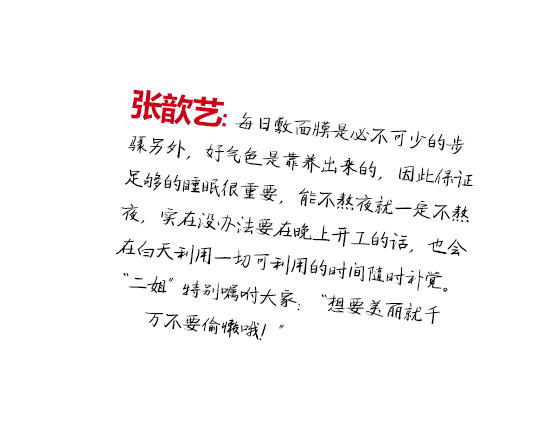 张歆艺: 每日敷面膜是必不可少的步
骤另外，好气色是靠养出来的，因此保证
足够的睡眠很重要，能不熬夜就一定不熬
夜，实在没办法要在晚上开工的话，也会
在白天利用一切可利用的时间随时补觉。
“二姐”特别嘱咐大家：“想要美丽就千
万不要偷懒哦！”